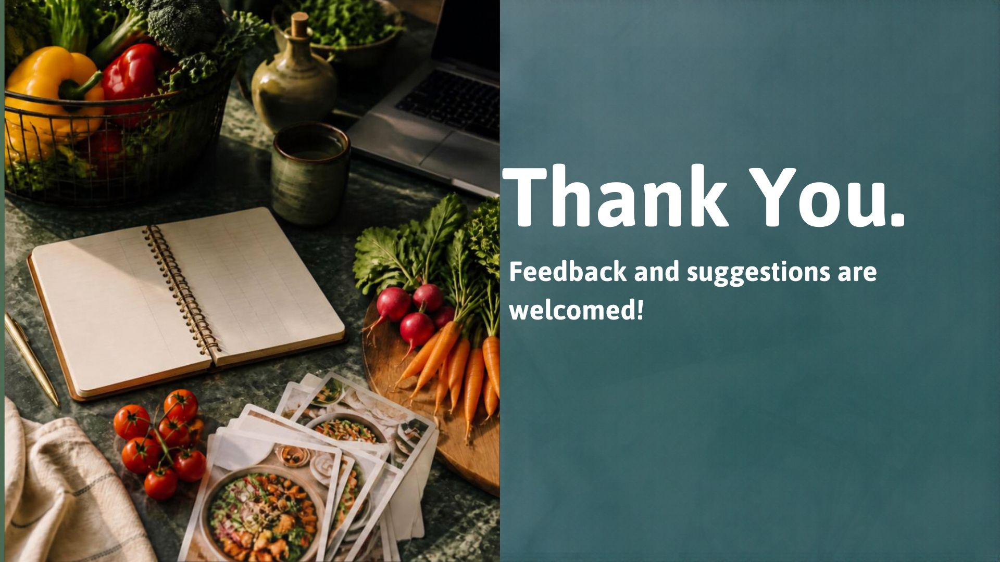 Thank You.
Feedback and suggestions are
welcomed!